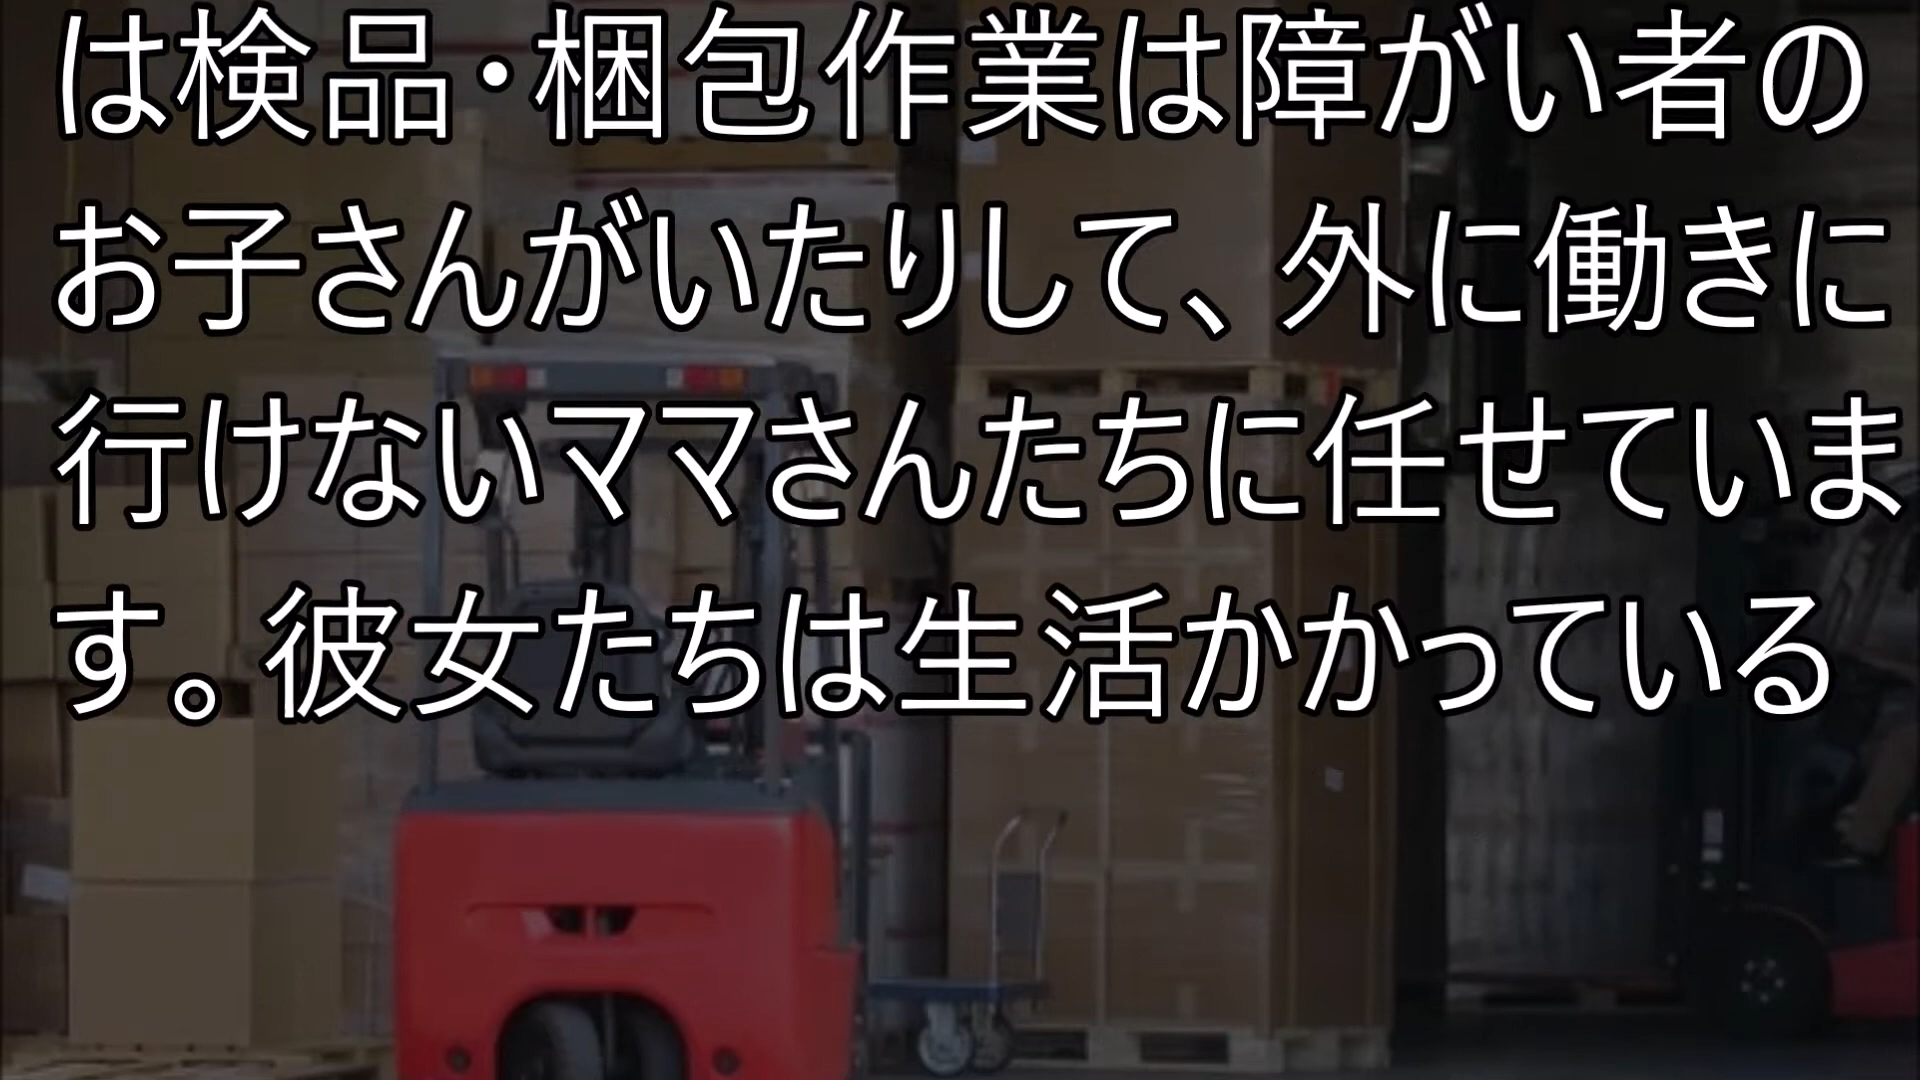 は検品・梱包作業は障がい者の
お子さんがいたりして、外に働きに
行けないママさんたちに任せていま
す。彼女たちは生活かかっている